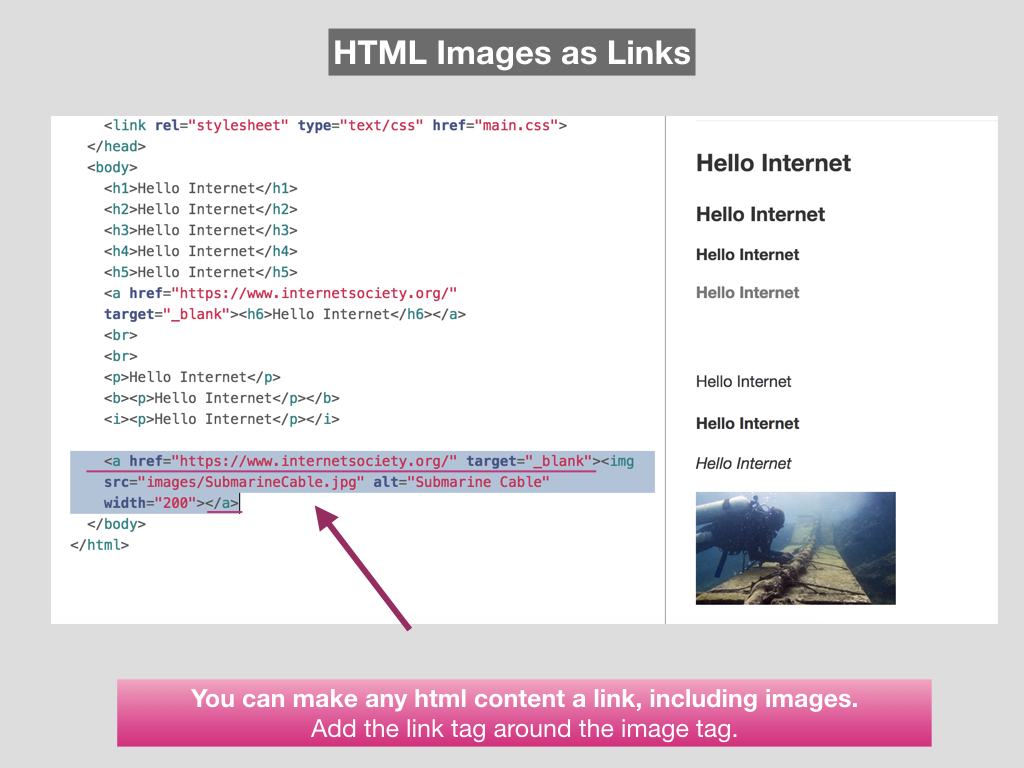 HTML Images as Links
<link rel="stylesheet" type="text/css" href="main.css">
</head>
<body>
<h1>Hello Internet</h1>
<h2>Hello Internet</h2>
<h3>Hello Internet</h3>
<h4>Hello Internet</h4>
<h5>Hello Internet</h5>
<a href="https://www.internetsociety.org/"
target="_blank"><h6>Hello Internet</h6></a>
<br>
<br>
<p>Hello Internet</p>
<b><p>Hello Internet</p></b>
<i><p>Hello Internet</p></i>
<a href="https://www.internetsociety.org/" target="_blank"><img
src="images/SubmarineCable.jpg" alt="Submarine Cable"
width="200"></a>
</body>
</html>
Hello Internet
Hello Internet
Hello Internet
Hello Internet
Hello Internet
Hello Internet
Hello Internet
You can make any html content a link, including images.
Add the link tag around the image tag.